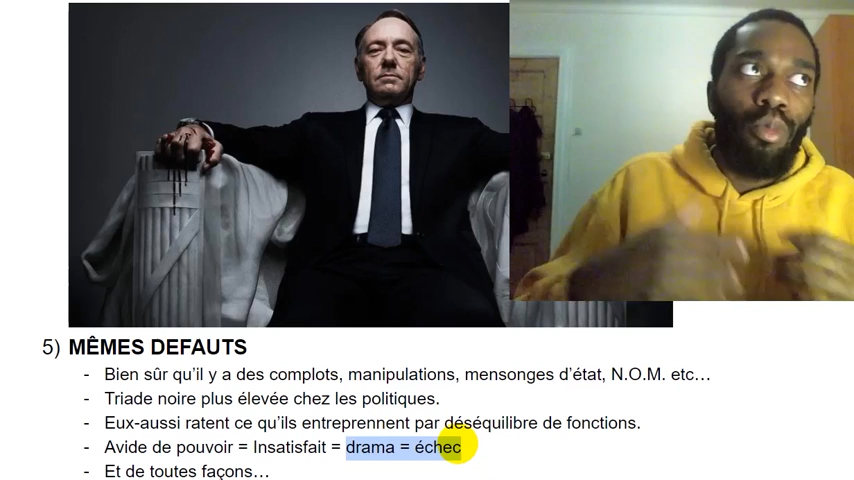 5) MÊMES DEFAUTS
- Bien sûr qu'il y a des complots, manipulations, mensonges d'état, N.O.M. etc…
- Triade noire plus élevée chez les politiques.
- Eux-aussi ratent ce qu'ils entreprennent par déséquilibre de fonctions.
- Avide de pouvoir = Insatisfait = drama = échec
- Et de toutes façons…